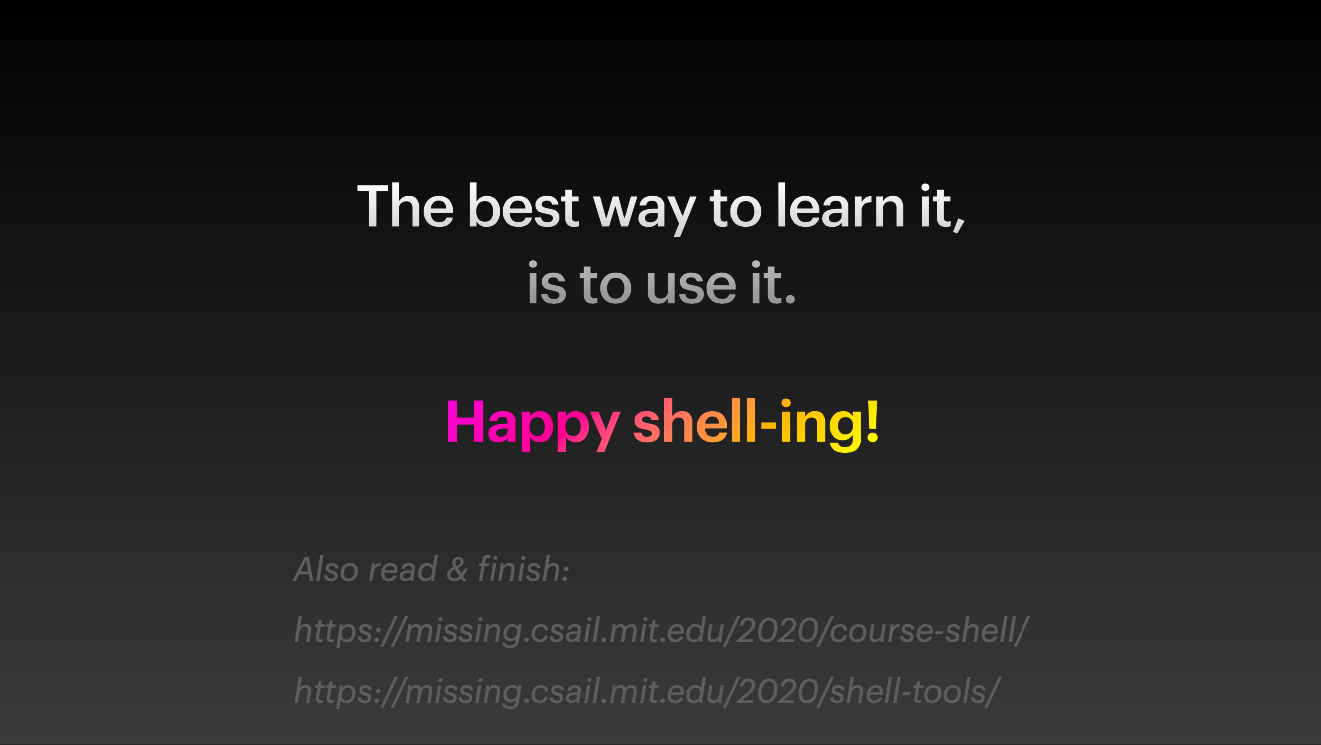 The best way to learn it,
is to use it.
Happy shell-ing!
Also read & finish:
https://missing.csail.mit.edu/2020/course-shell/
https://missing.csail.mit.edu/2020/shell-tools/